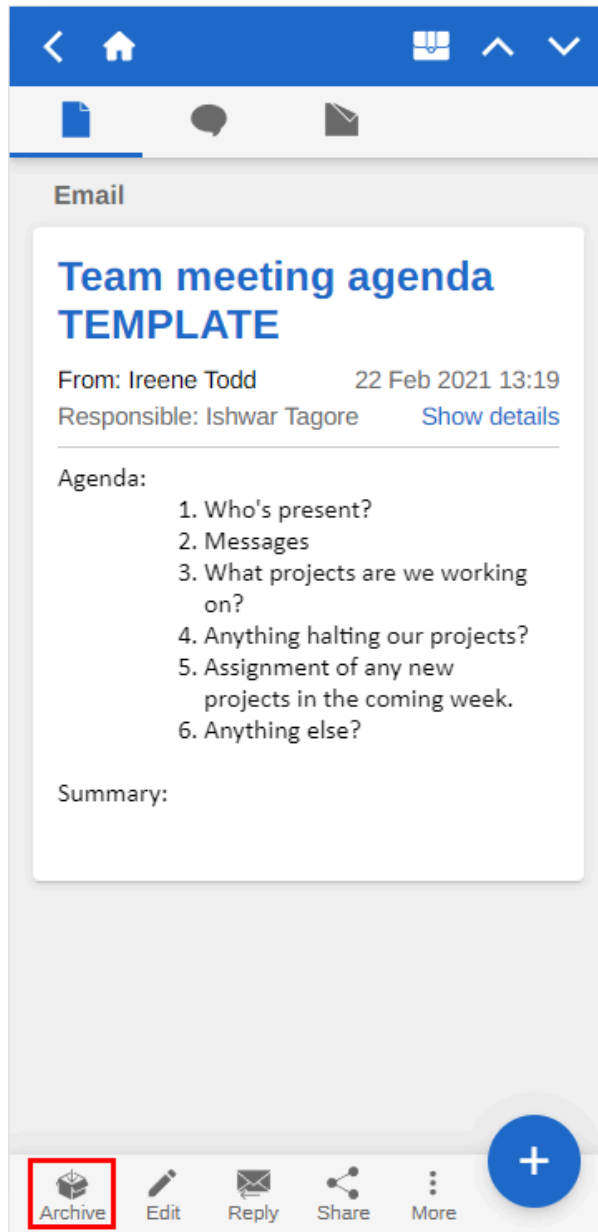 Email
Team meeting agenda
TEMPLATE
From: Ireene Todd 22 Feb 2021 13:19
Responsible: Ishwar Tagore Show details
Agenda:
1. Who's present?
2. Messages
3. What projects are we working
on?
4. Anything halting our projects?
5. Assignment of any new
projects in the coming week.
6. Anything else?
Summary:
Archive Edit Reply Share More